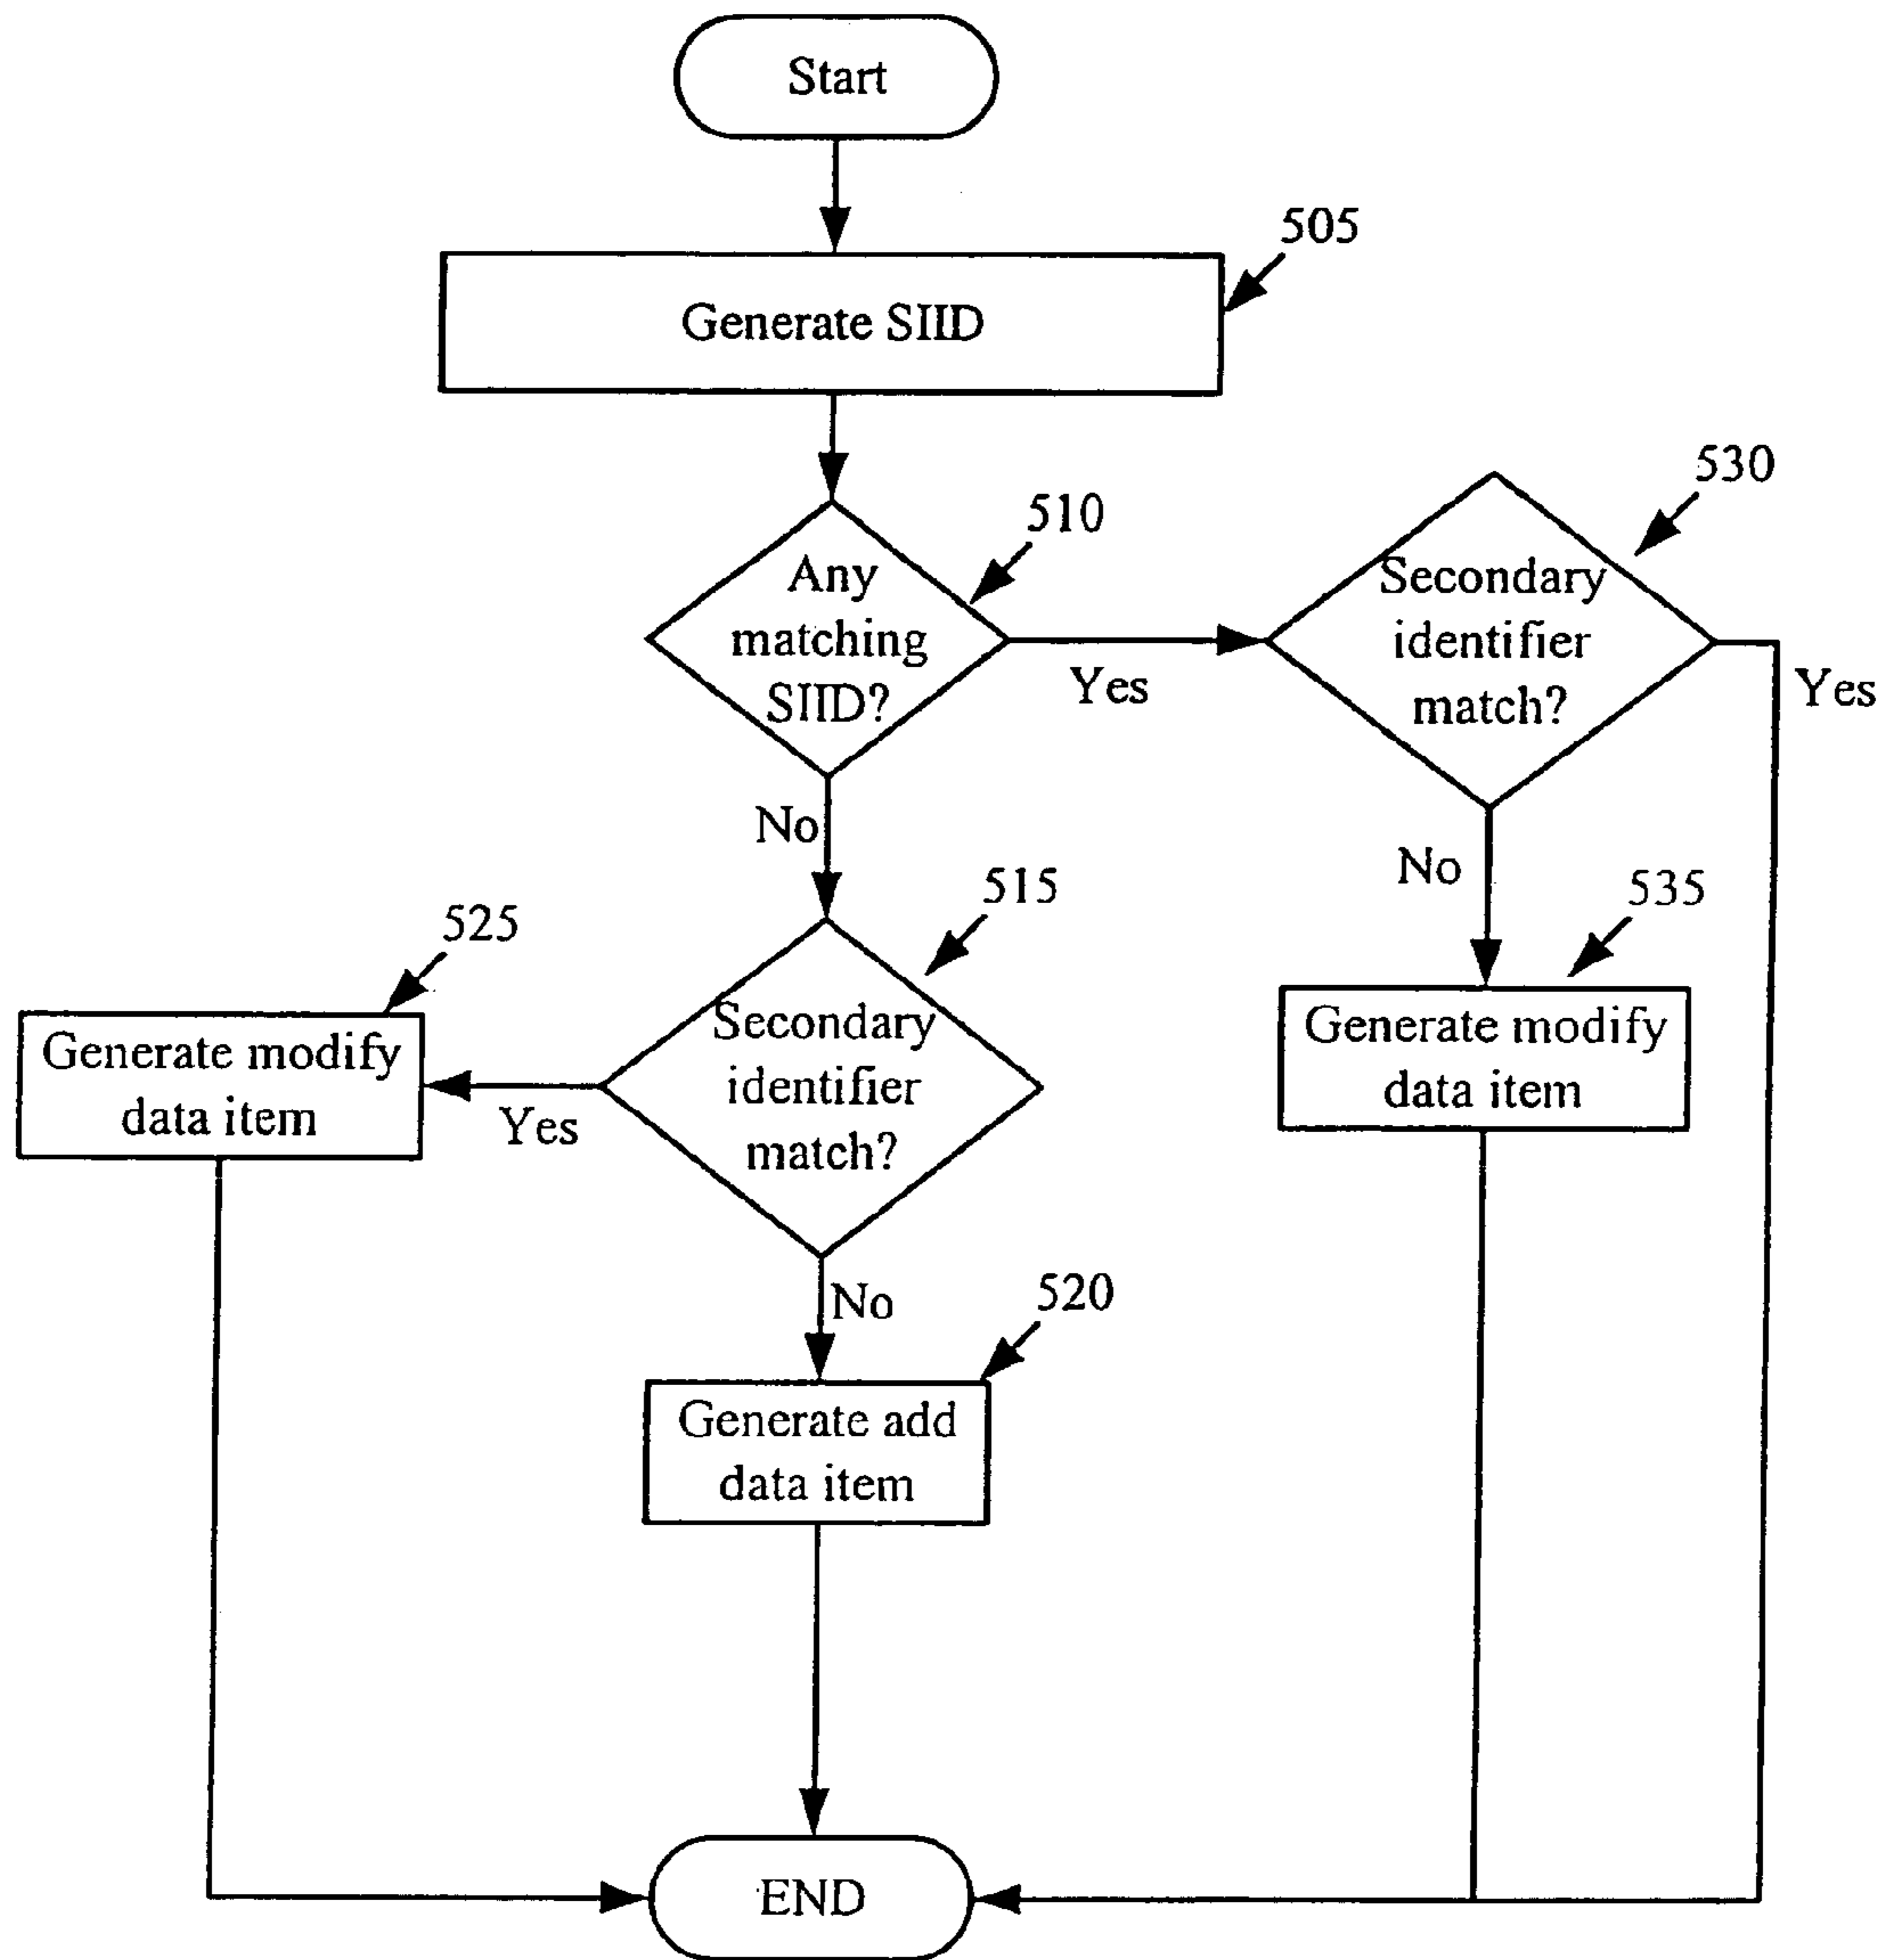 Start
505
Generate SIID
510
530
Any
matching
SIID?
Yes
Secondary
identifier
match?
Yes
No
No
515
535
525
Generate modify
data item
Yes
Secondary
identifier
match?
Generate modify
data item
No
520
Generate add
data item
END